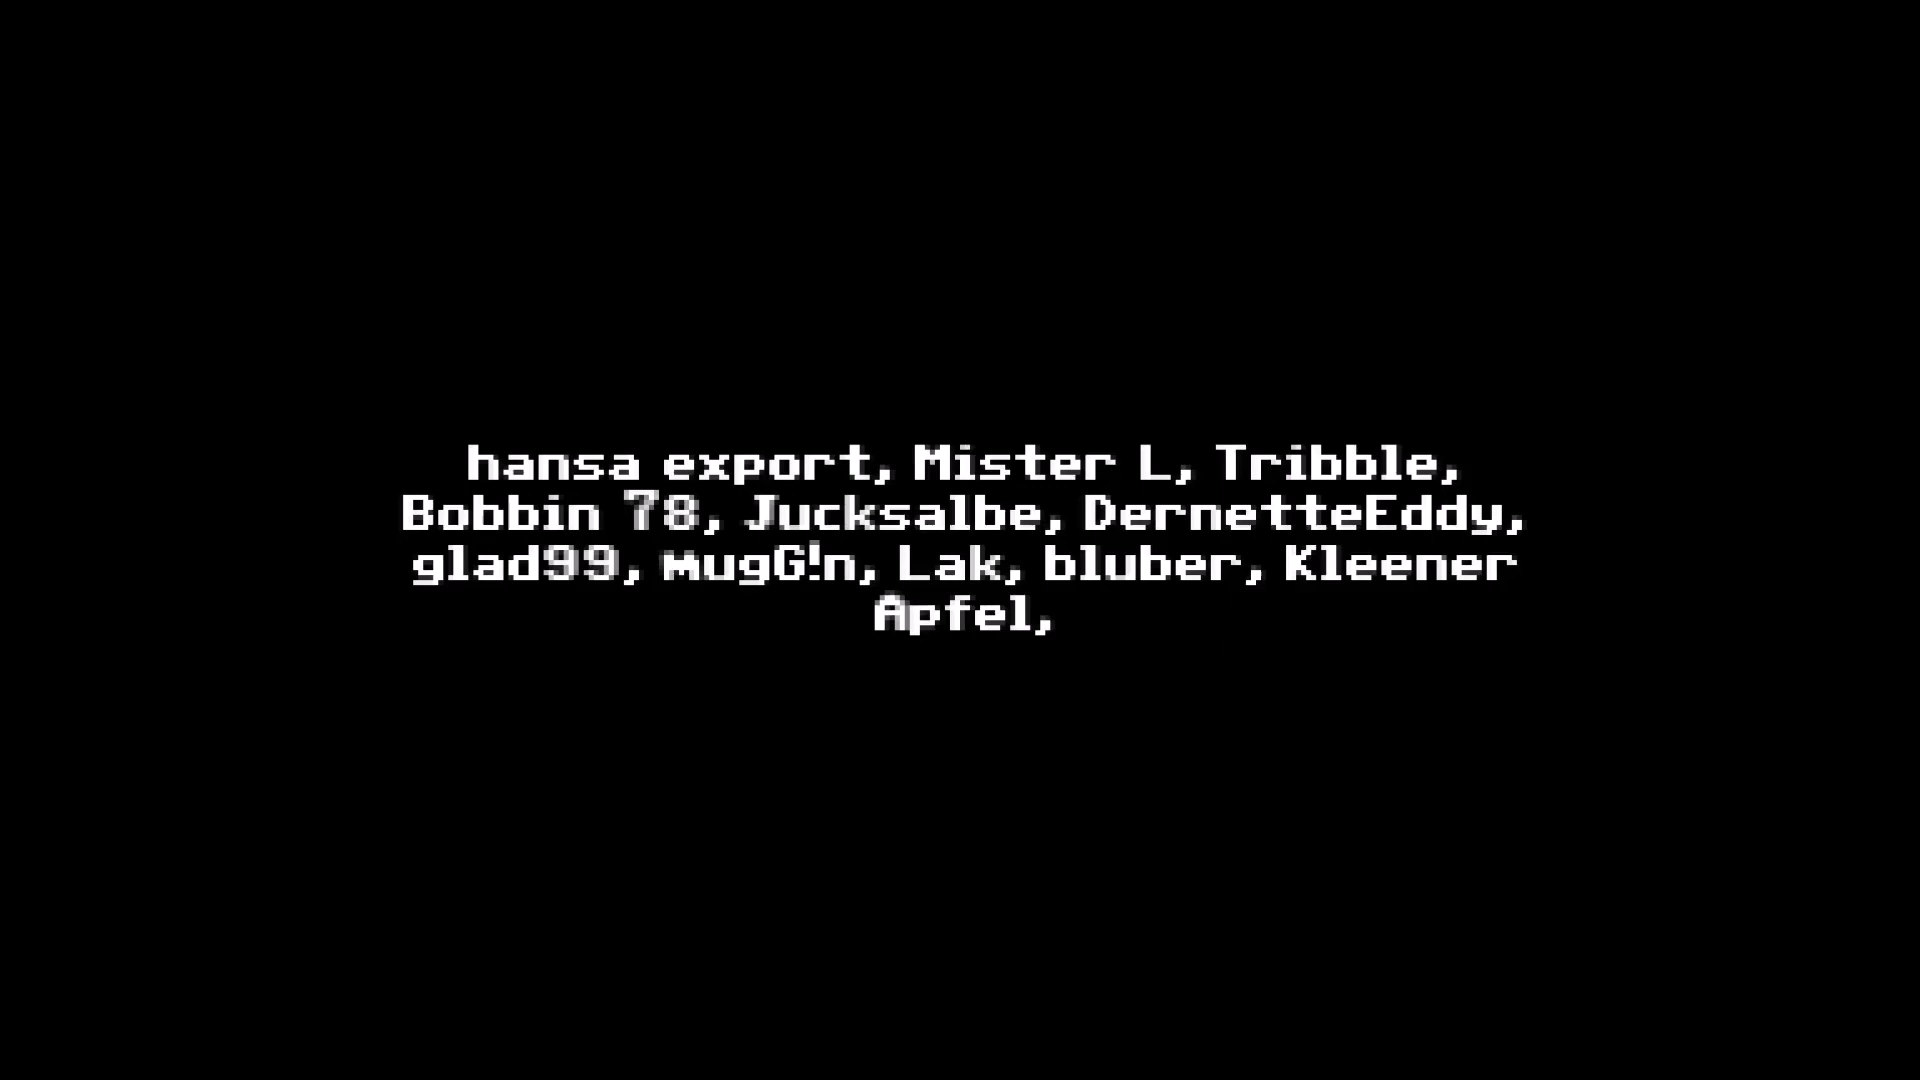 hansa export, Mister L, Tribble,
Bobbin 78, Jucksalbe, DernetteEddy,
glad99, mugG!n, Lak, bluber, Kleener
Apfel,